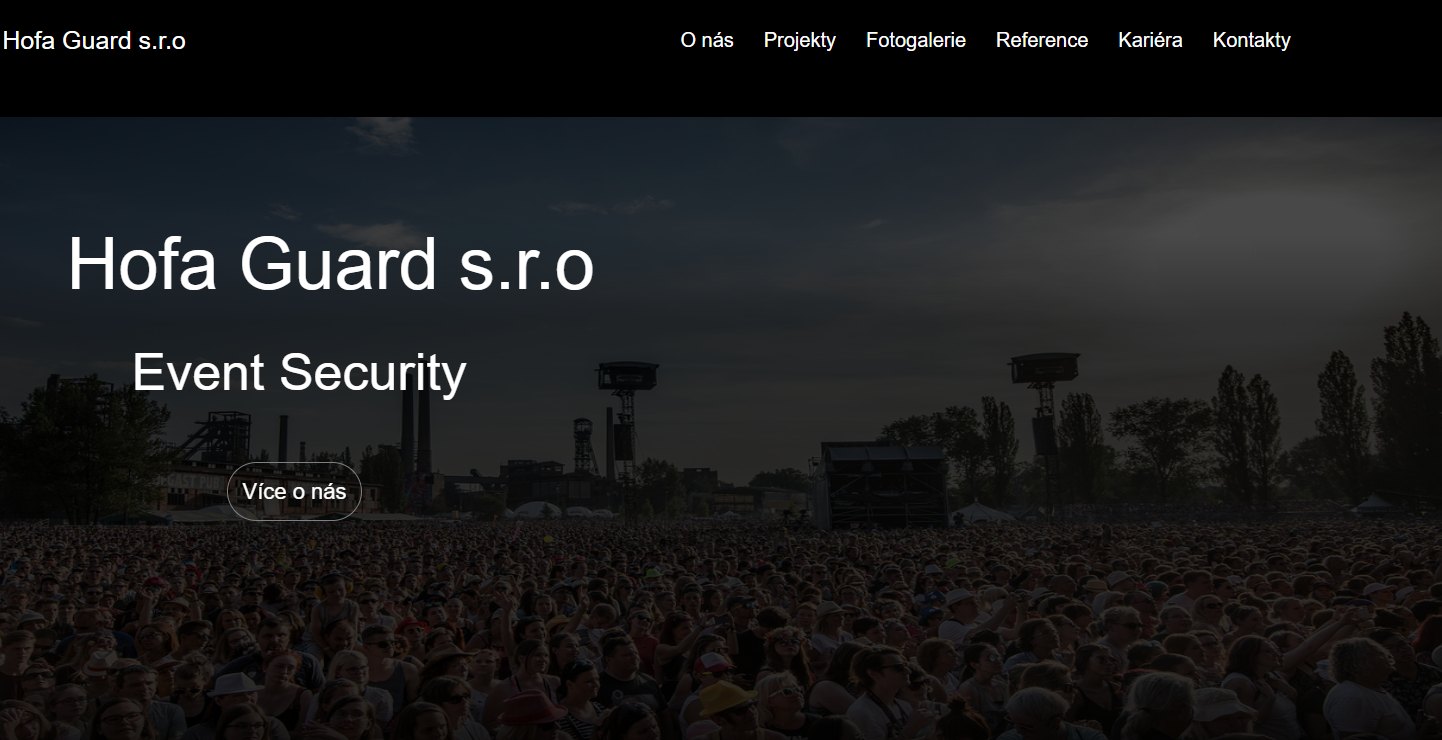 Hofa Guard s.r.o
O nás Projekty Fotogalerie Reference Kariéra Kontakty
Hofa Guard s.r.o
Event Security
Více o nás